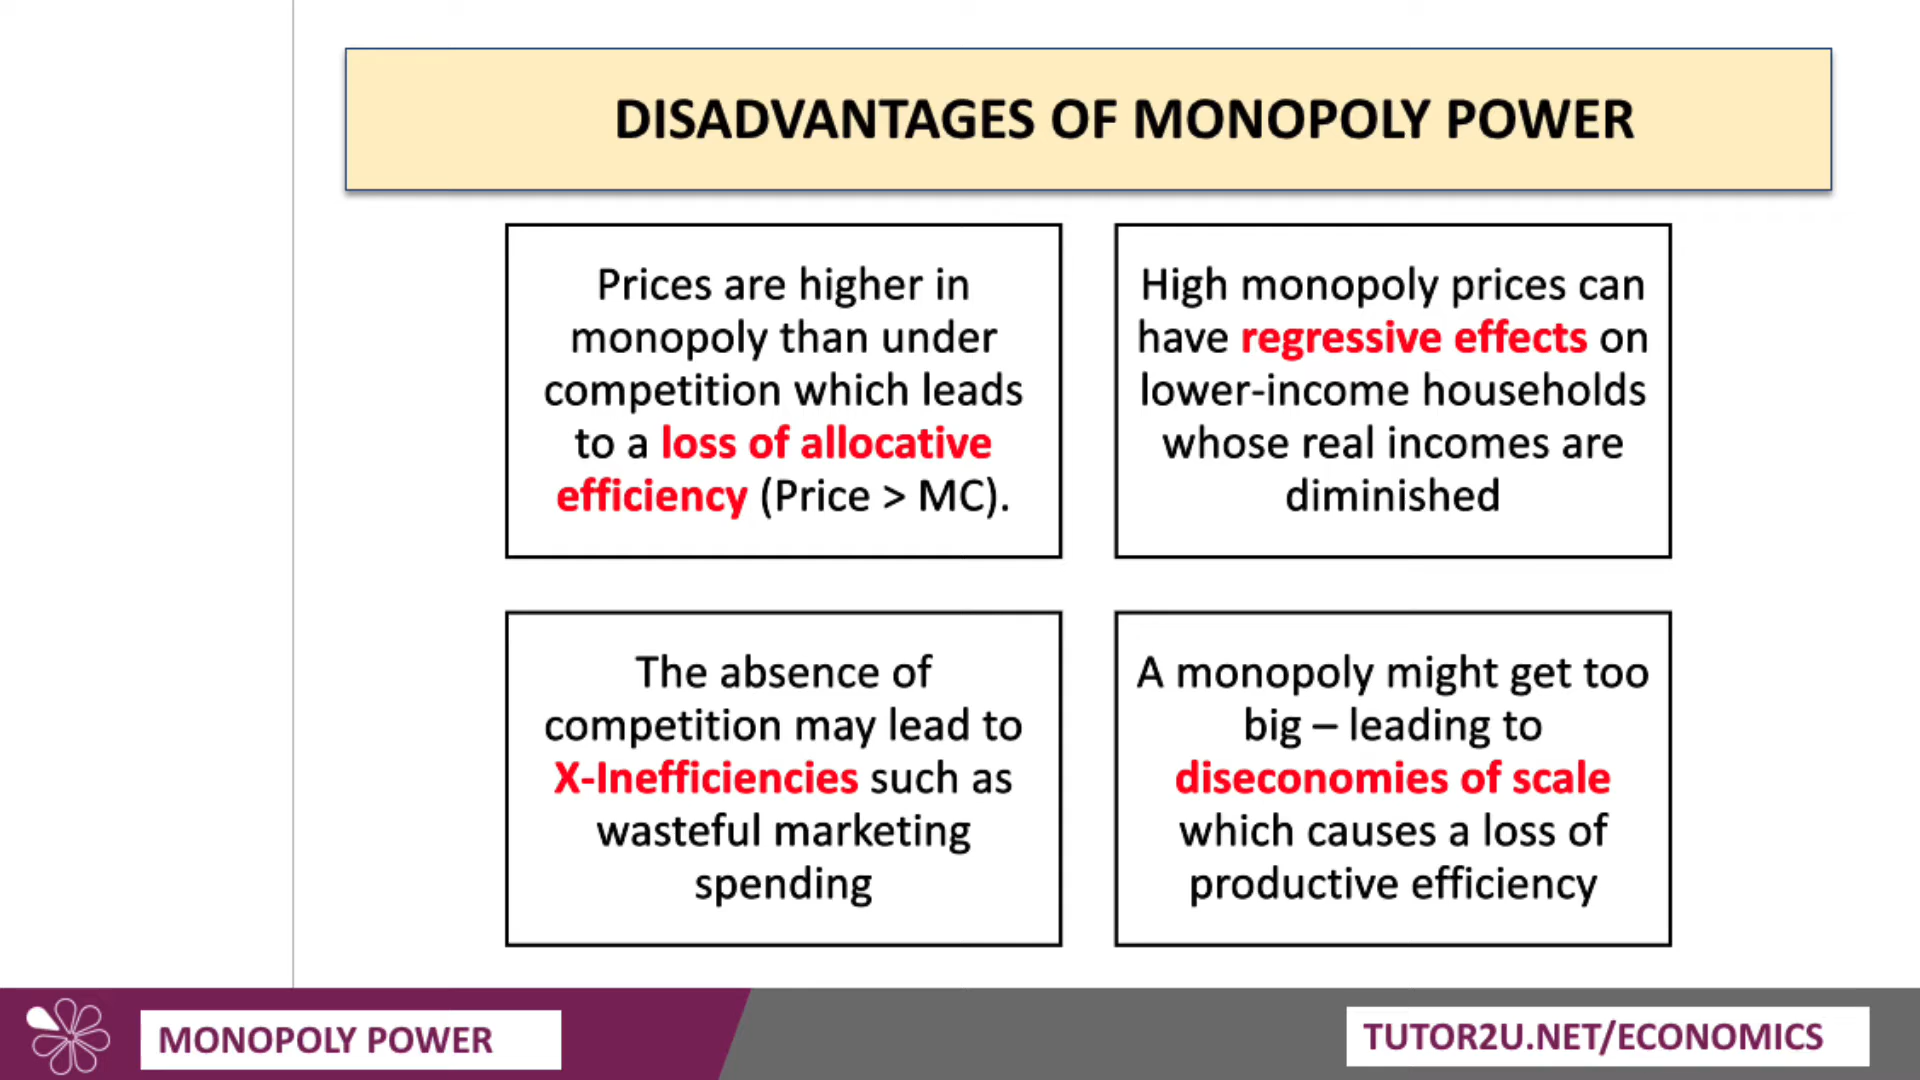 DISADVANTAGES OF MONOPOLY POWER
Prices are higher in
monopoly than under
competition which leads
to a loss of allocative
efficiency (Price > MC).
High monopoly prices can
have regressive effects on
lower-income households
whose real incomes are
diminished
The absence of
competition may lead to
X-Inefficiencies such as
wasteful marketing
spending
A monopoly might get too
big – leading to
diseconomies of scale
which causes a loss of
productive efficiency
MONOPOLY POWER
TUTOR2U.NET/ECONOMICS